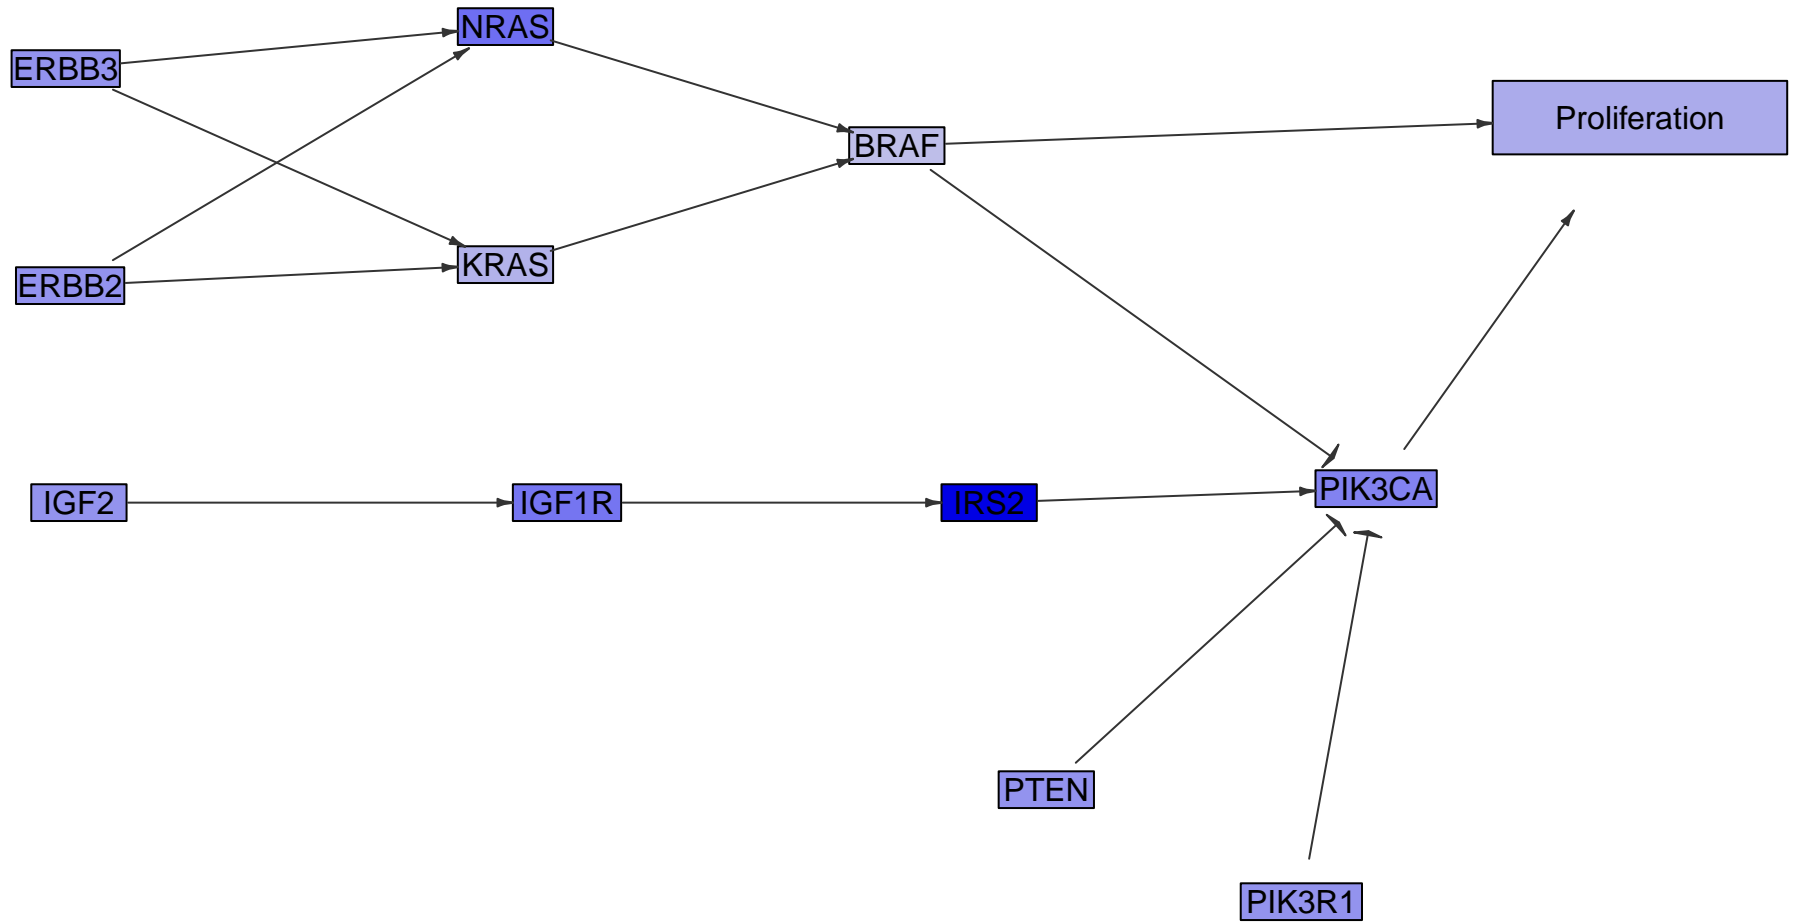 NRAS
ERBB3
Proliferation
BRAF
KRAS
ERBB2
PIK3CA
IGF2
IGF1R
IRS2
PTEN
PIK3R1